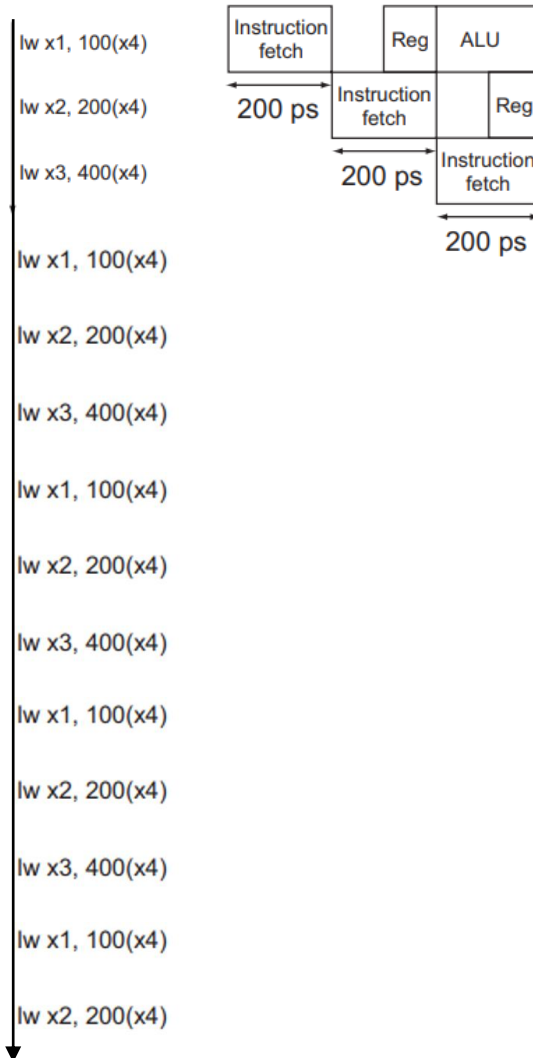 lw x1, 100(x4)
Instruction
fetch
Reg
ALU
lw x2, 200(x4)
200 ps
Instruction
fetch
Reg
lw x3, 400(x4)
200 ps
Instruction
fetch
200 ps
lw x1, 100(x4)
lw x2, 200(x4)
lw x3, 400(x4)
lw x1, 100(x4)
lw x2, 200(x4)
lw x3, 400(x4)
lw x1, 100(x4)
lw x2, 200(x4)
lw x3, 400(x4)
lw x1, 100(x4)
lw x2, 200(x4)